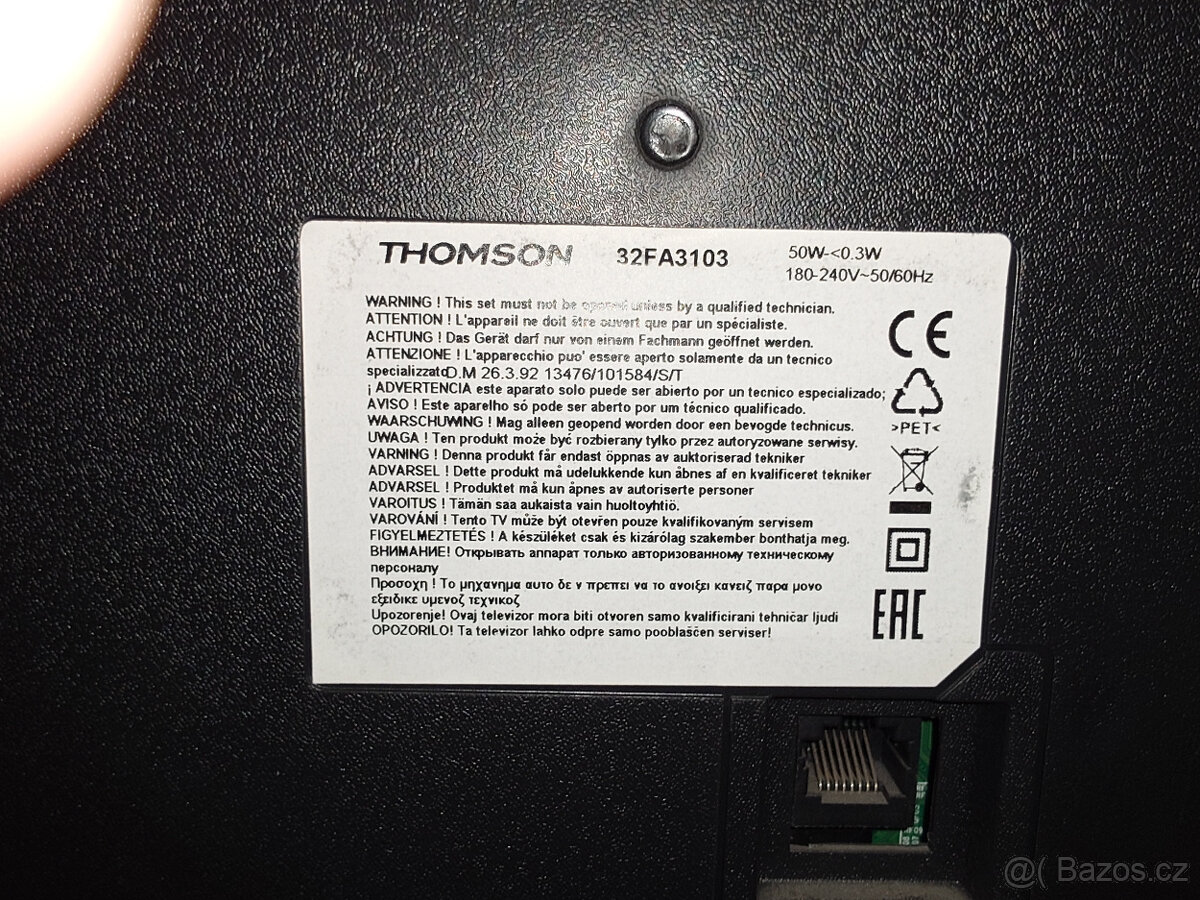 THOMSON 32FA3103 50W-<0.3W
180-240V~50/60Hz
WARNING ! This set must not be opened unless by a qualified technician.
ATTENTION ! L'appareil ne doit être ouvert que par un spécialiste.
ACHTUNG ! Das Gerät darf nur von einem Fachmann geöffnet werden.
ATTENZIONE ! L'apparecchio puo' essere aperto solamente da un tecnico
specializzatoD.M 26.3.92 13476/101584/S/T
¡ ADVERTENCIA este aparato solo puede ser abierto por un tecnico especializado;
AVISO ! Este aparelho só pode ser aberto por um técnico qualificado.
WAARSCHUWING ! Mag alleen geopend worden door een bevogde technicus.
UWAGA ! Ten produkt może być rozbierany tylko przez autoryzowane serwisy.
VARNING ! Denna produkt får endast öppnas av auktoriserad tekniker
ADVARSEL ! Dette produkt må udelukkende kun åbnes af en kvalificeret tekniker
ADVARSEL ! Produktet må kun åpnes av autoriserte personer
VAROITUS ! Tämän saa aukaista vain huoltoyhtiö.
VAROVÁNÍ ! Tento TV může být otevřen pouze kvalifikovaným servisem
FIGYELMEZTETÉS ! A készüléket csak és kizárólag szakember bonthatja meg.
ВНИМАНИЕ! Открывать аппарат только авторизованному техническому
персоналу
Προσοχη ! Το μηχανημα αυτο δε ν πρεπει να το ανοιξει κανειζ παρα μονο
εξειδικε υμενοζ τεχνικοζ
Upozorenje! Ovaj televizor mora biti otvoren samo kvalificirani tehničar ljudi
OPOZORILO! Ta televizor lahko odpre samo pooblaščen serviser!
CE
>PET<
EAC
@( Bazos.cz